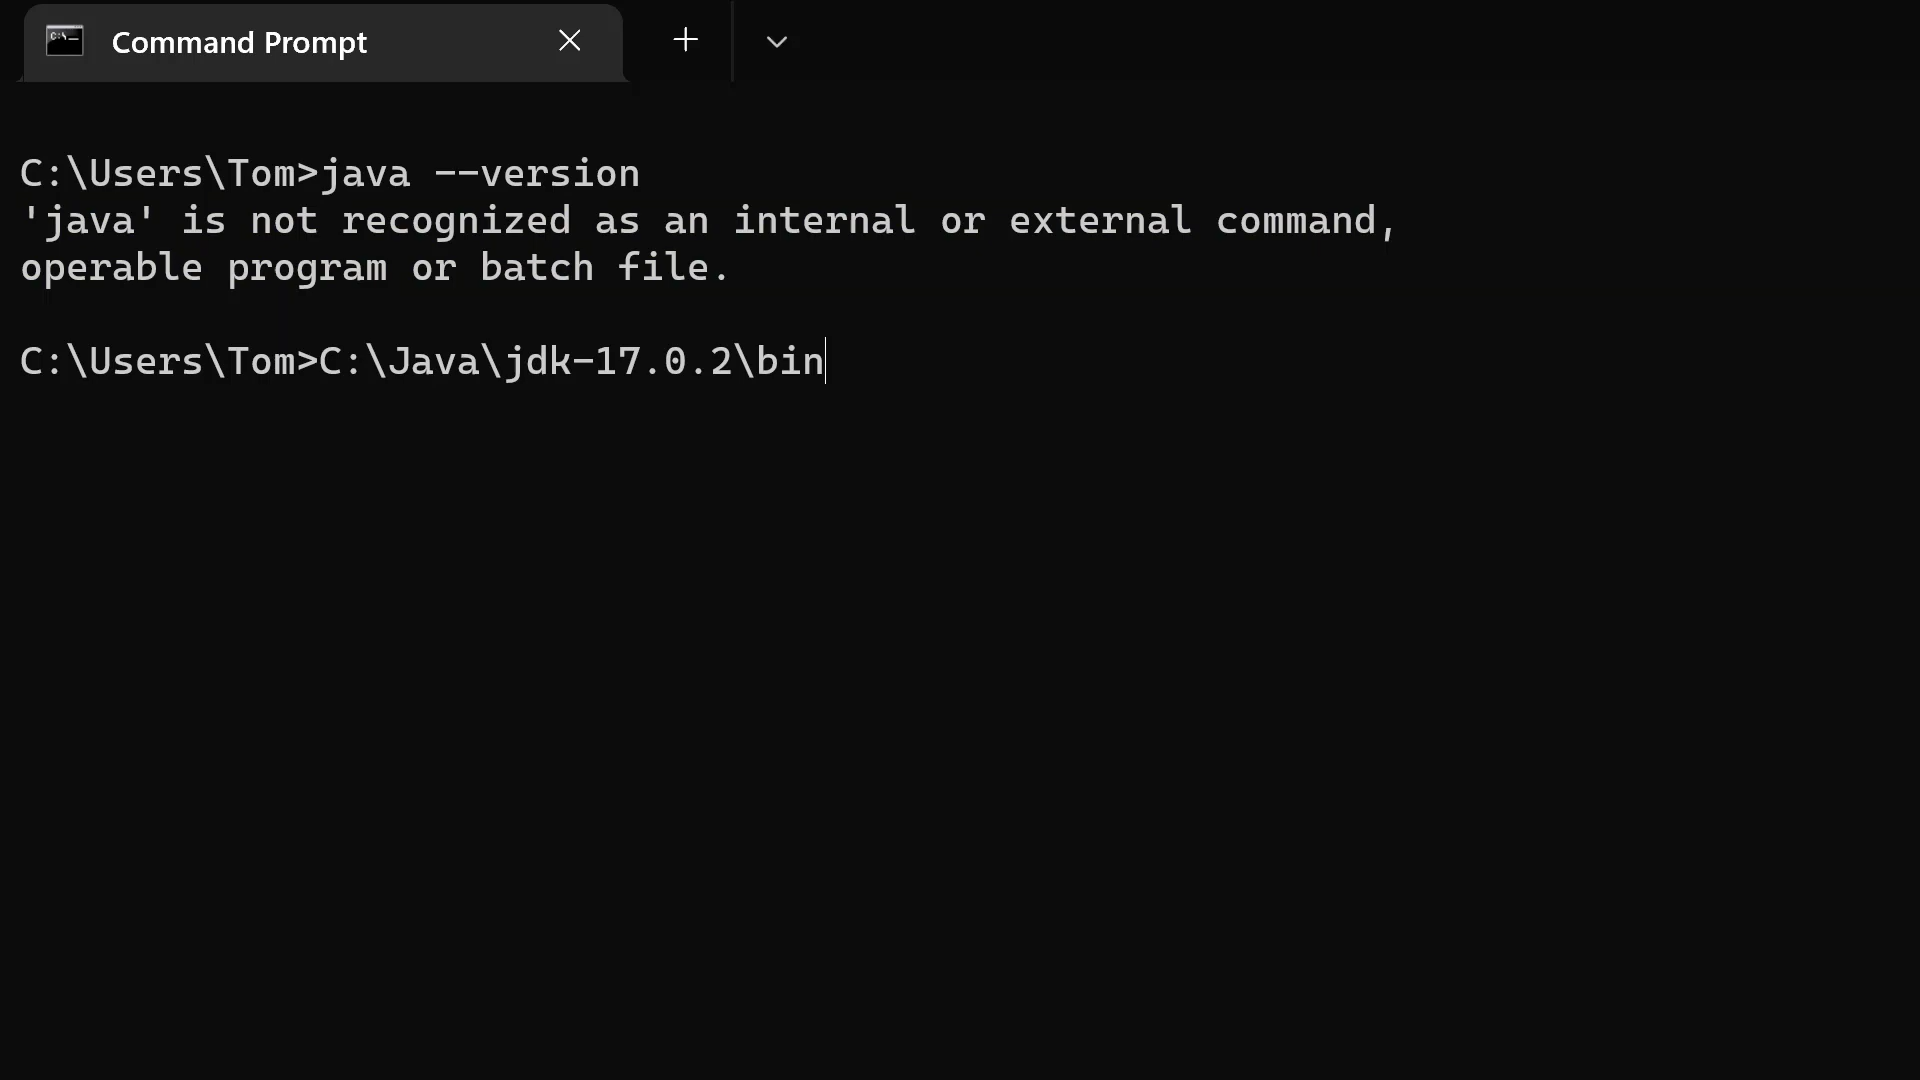 Command Prompt
C:\Users\Tom>java --version
'java' is not recognized as an internal or external command,
operable program or batch file.
C:\Users\Tom>C:\Java\jdk-17.0.2\bin